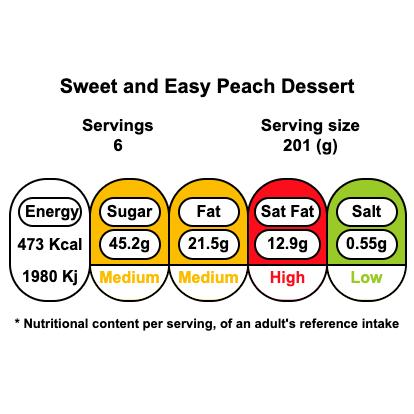 Sweet and Easy Peach Dessert
Servings
6
Serving size
201 (g)
Energy Sugar Fat Sat Fat Salt
473 Kcal 45.2g 21.5g 12.9g 0.55g
1980 Kj Medium Medium High Low
* Nutritional content per serving, of an adult's reference intake